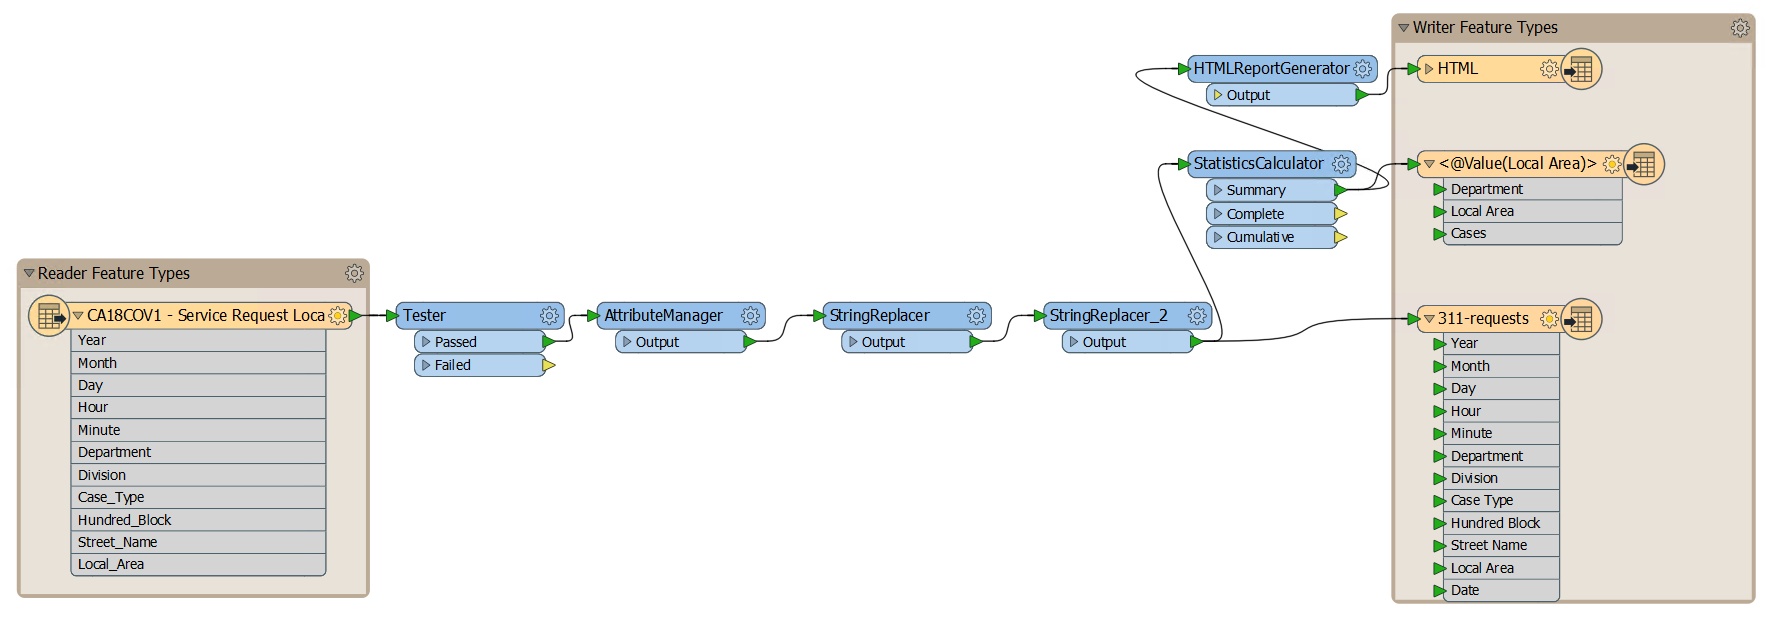 Reader Feature Types
CA18COV1 - Service Request Loca
Year
Month
Day
Hour
Minute
Department
Division
Case_Type
Hundred_Block
Street_Name
Local_Area
Tester
Passed
Failed
AttributeManager
Output
StringReplacer
Output
StringReplacer_2
Output
HTMLReportGenerator
Output
StatisticsCalculator
Summary
Complete
Cumulative
Writer Feature Types
HTML
<@Value(Local Area)>
Department
Local Area
Cases
311-requests
Year
Month
Day
Hour
Minute
Department
Division
Case Type
Hundred Block
Street Name
Local Area
Date